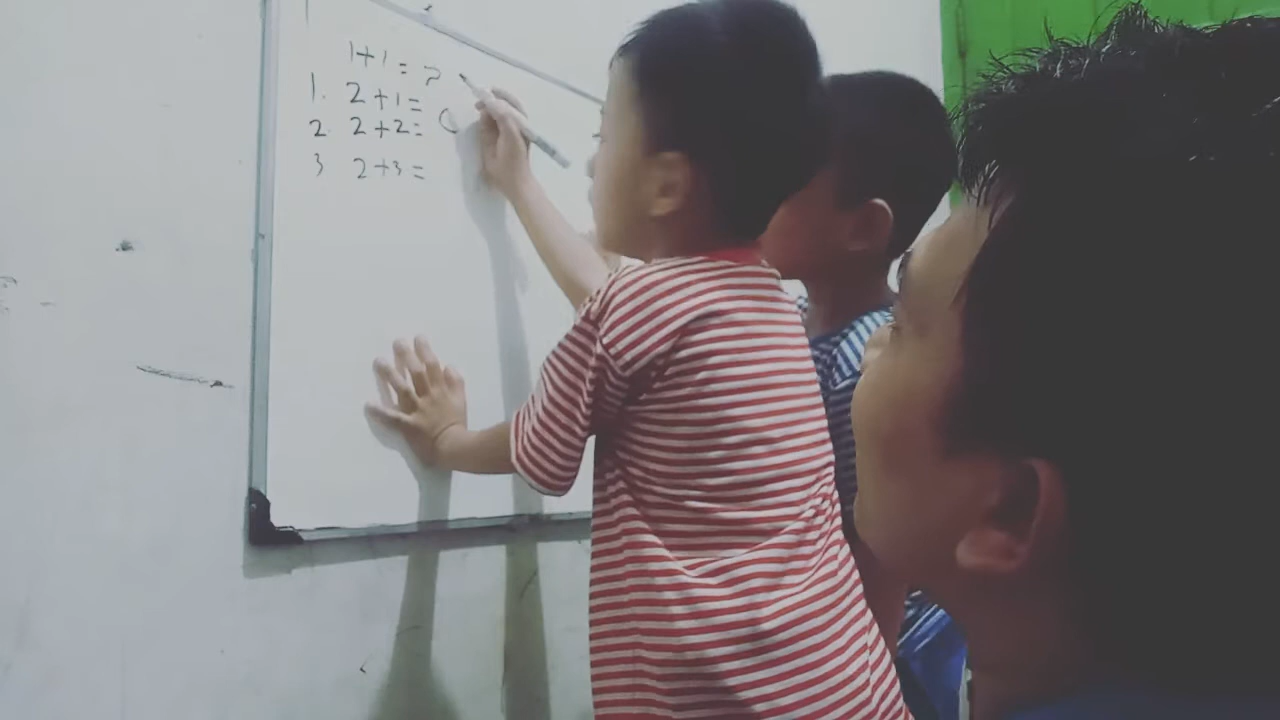 1+1 = ?
1. 2+1=
2. 2+2=
3 2+3=